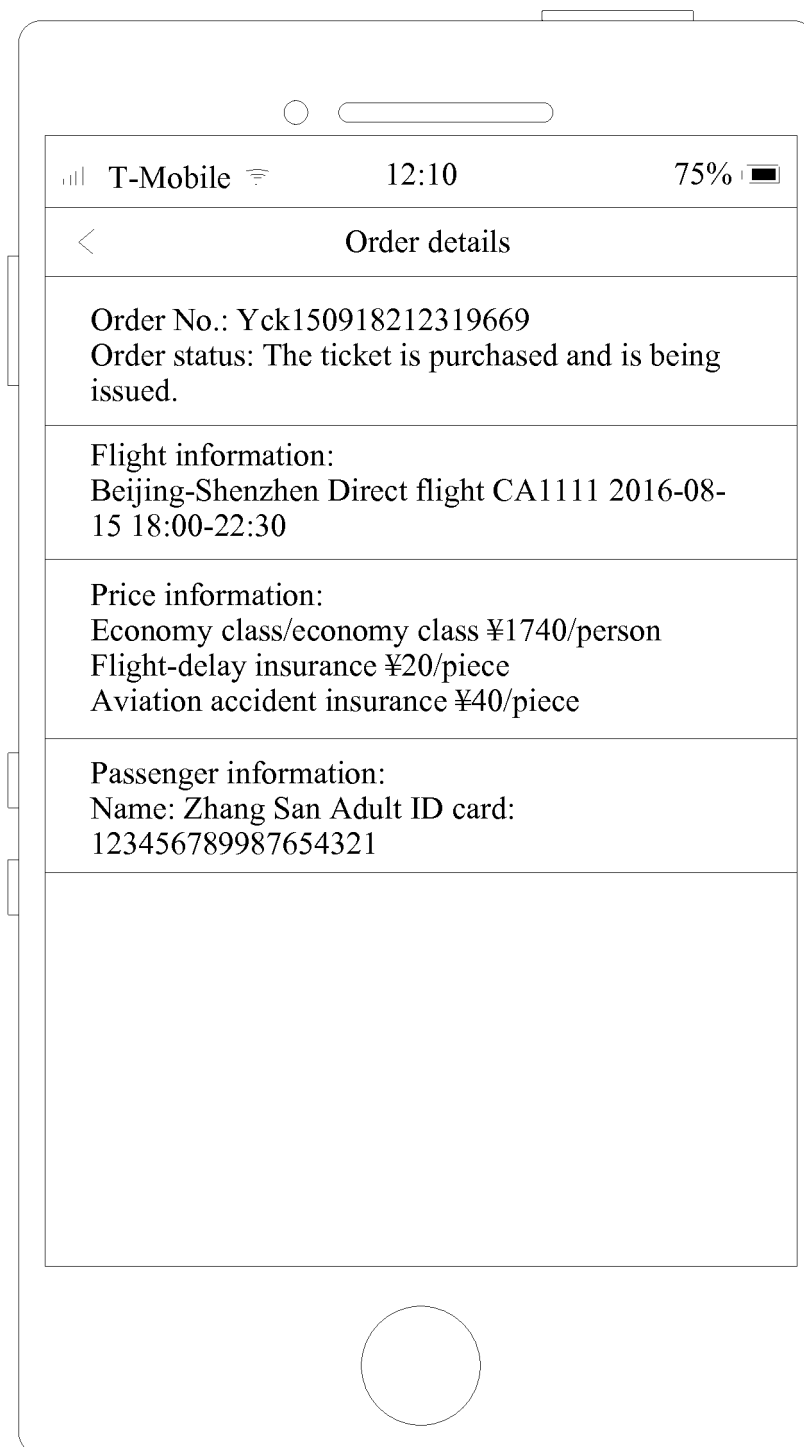 T-Mobile 12:10 75%
Order details
Order No.: Yck150918212319669
Order status: The ticket is purchased and is being
issued.
Flight information:
Beijing-Shenzhen Direct flight CA1111 2016-08-
15 18:00-22:30
Price information:
Economy class/economy class ¥1740/person
Flight-delay insurance ¥20/piece
Aviation accident insurance ¥40/piece
Passenger information:
Name: Zhang San Adult ID card:
123456789987654321